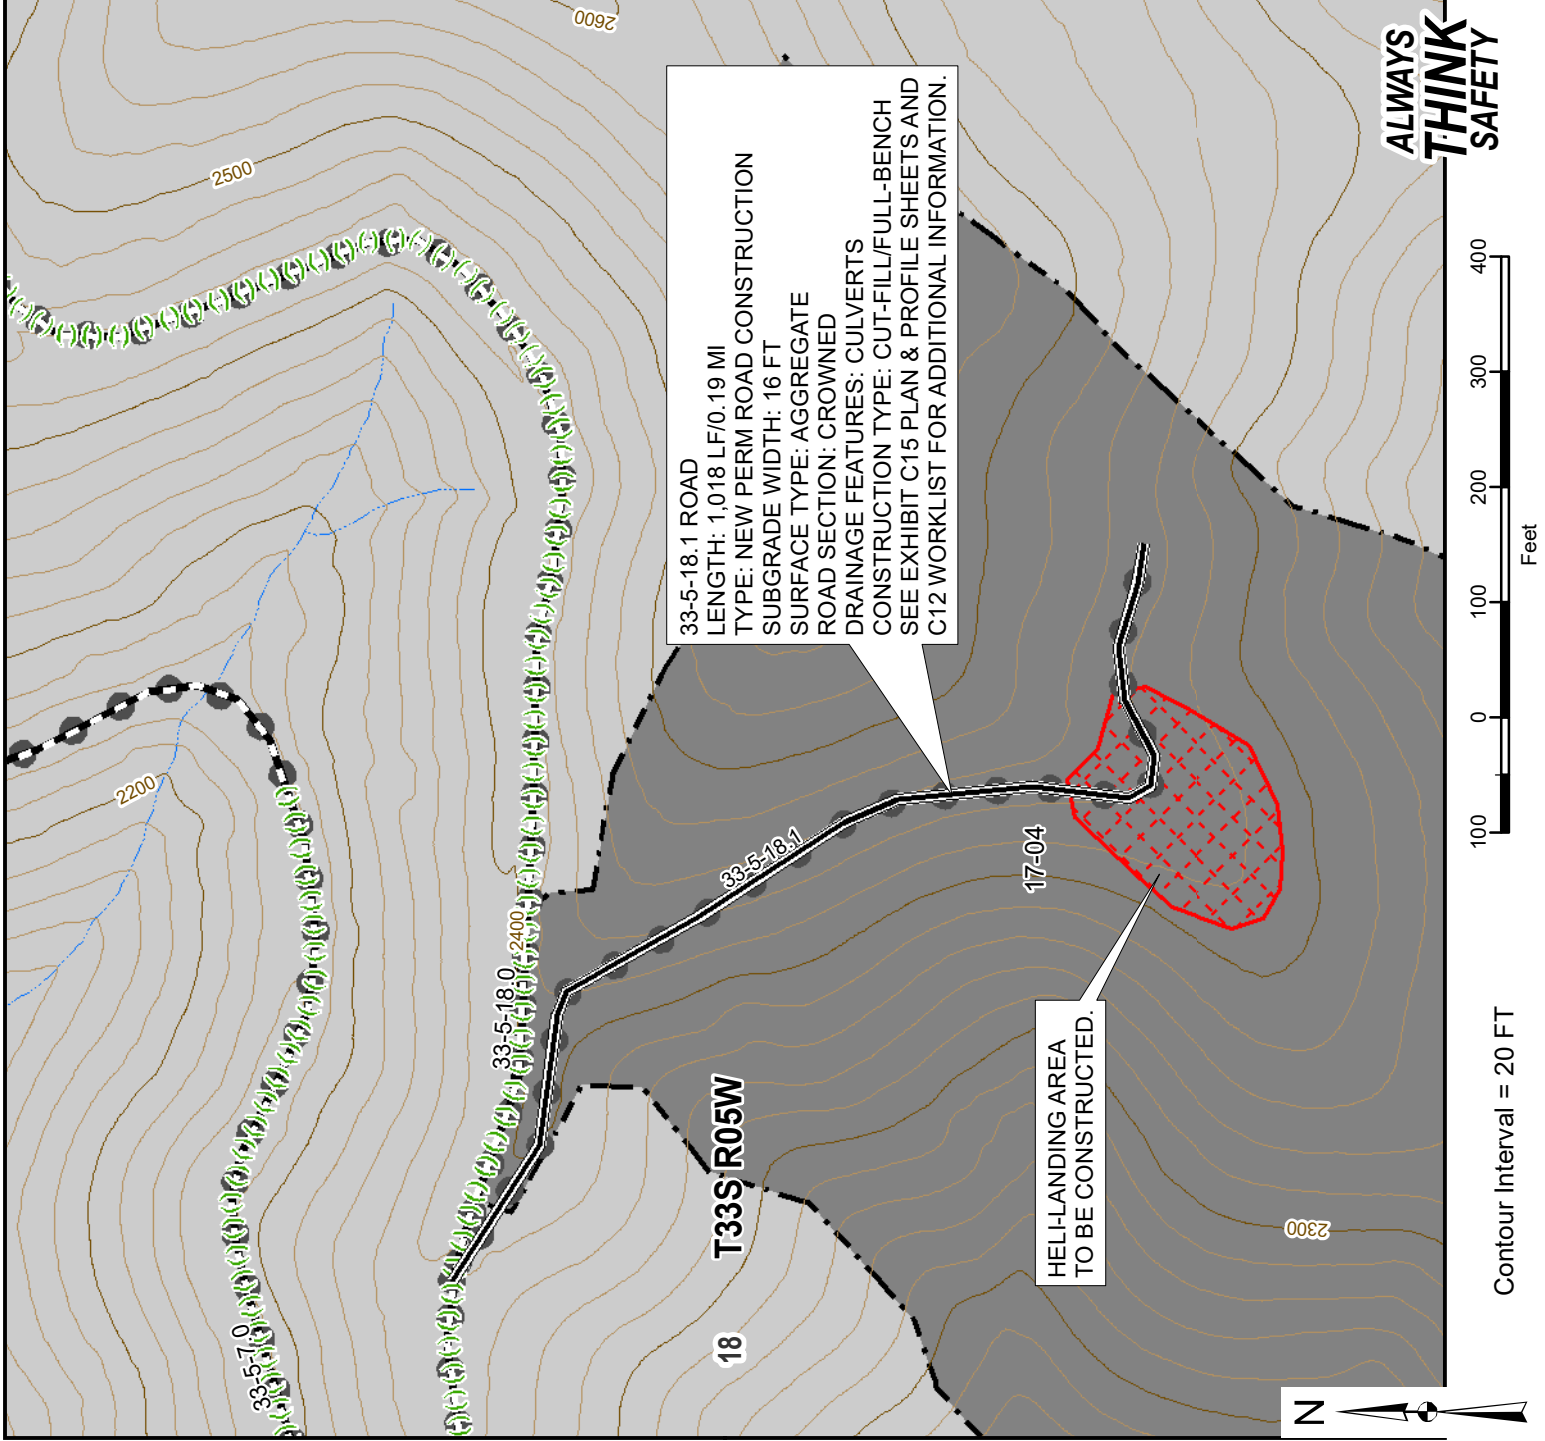 ALWAYS
THINK
SAFETY
2600
2500
2200
2400
2300
33-5-7.0
33-5-18.0
33-5-18.1
33-5-18.1 ROAD
LENGTH: 1,018 LF/0.19 MI
TYPE: NEW PERM ROAD CONSTRUCTION
SUBGRADE WIDTH: 16 FT
SURFACE TYPE: AGGREGATE
ROAD SECTION: CROWNED
DRAINAGE FEATURES: CULVERTS
CONSTRUCTION TYPE: CUT-FILL/FULL-BENCH
SEE EXHIBIT C15 PLAN & PROFILE SHEETS AND
C12 WORKLIST FOR ADDITIONAL INFORMATION.
17-04
18 T33S R05W
HELI-LANDING AREA
TO BE CONSTRUCTED.
N
Contour Interval = 20 FT
100 0 100 200 300 400
Feet